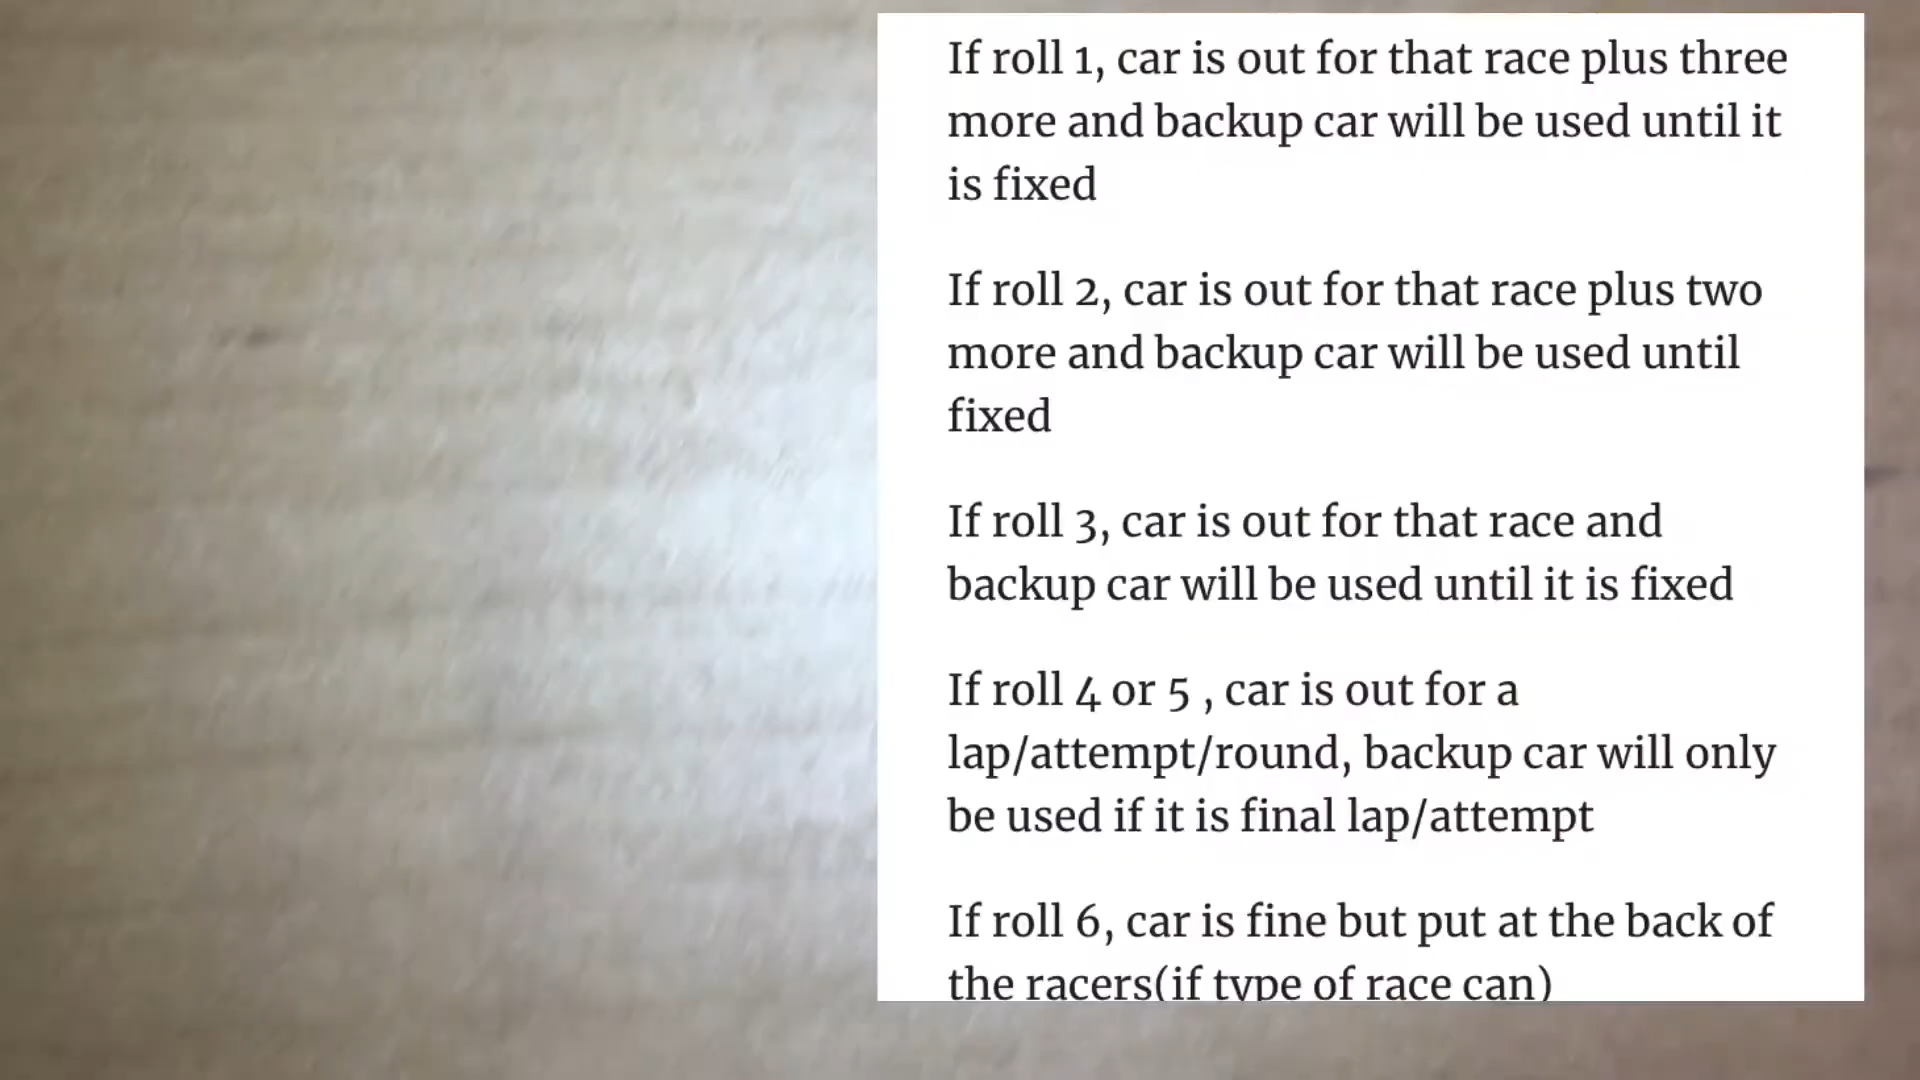 If roll 1, car is out for that race plus three
more and backup car will be used until it
is fixed
If roll 2, car is out for that race plus two
more and backup car will be used until
fixed
If roll 3, car is out for that race and
backup car will be used until it is fixed
If roll 4 or 5 , car is out for a
lap/attempt/round, backup car will only
be used if it is final lap/attempt
If roll 6, car is fine but put at the back of
the racers(if type of race can)